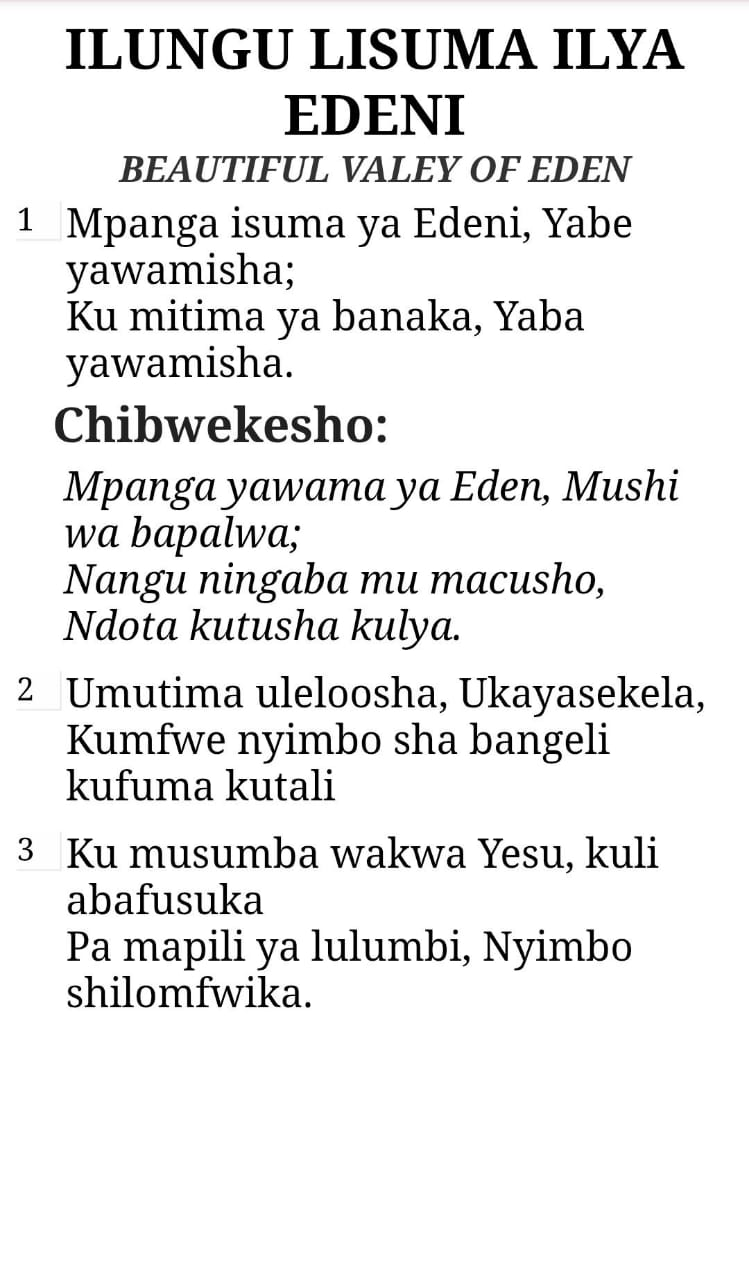 ILUNGU LISUMA ILYA
EDENI
BEAUTIFUL VALEY OF EDEN
1 Mpanga isuma ya Edeni, Yabe
yawamisha;
Ku mitima ya banaka, Yaba
yawamisha.
Chibwekesho:
Mpanga yawama ya Eden, Mushi
wa bapalwa;
Nangu ningaba mu macusho,
Ndota kutusha kulya.
2 Umutima uleloosha, Ukayasekela,
Kumfwe nyimbo sha bangeli
kufuma kutali
3 Ku musumba wakwa Yesu, kuli
abafusuka
Pa mapili ya lulumbi, Nyimbo
shilomfwika.